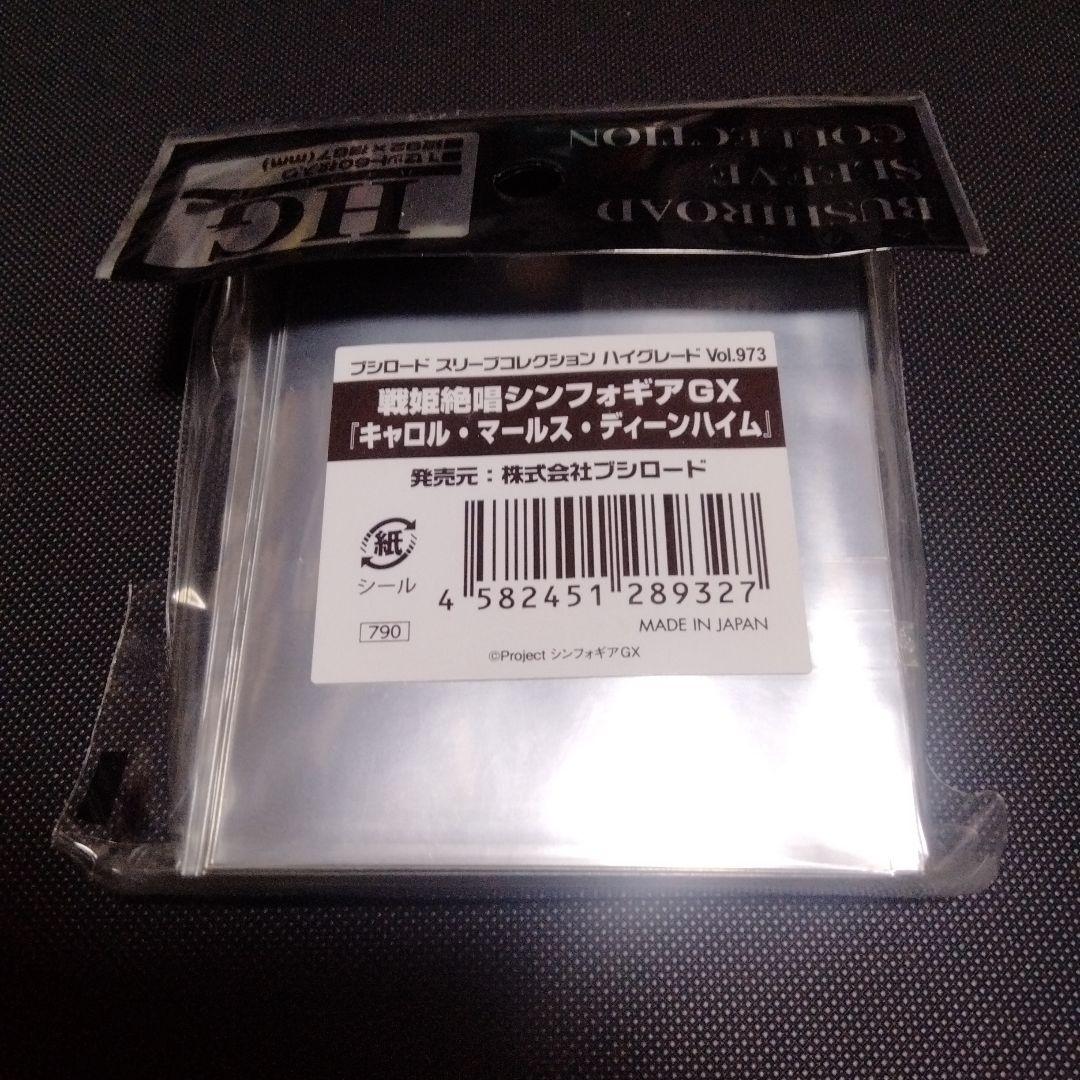 BUSHIROAD
SLEEVE
COLLECTION
HG
ブシロード スリーブコレクション ハイグレード Vol.973
戦姫絶唱シンフォギアGX
『キャロル・マールス・ディーンハイム』
発売元：株式会社ブシロード
紙
シール
4 582451 289327
790
MADE IN JAPAN
©Project シンフォギアGX